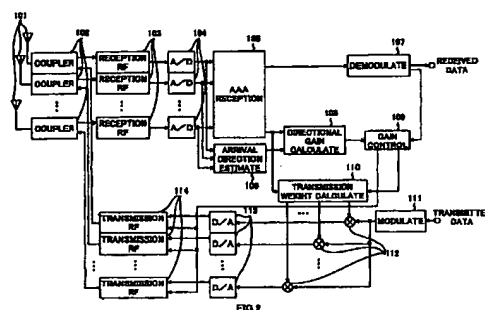 101
102
103
104
105
107
COUPLER
RECEPTION RF
A/D
AAA RECEPTION
DEMODULATE
RECEIVED DATA
COUPLER
RECEPTION RF
A/D
108
109
COUPLER
RECEPTION RF
A/D
DIRECTIONAL GAIN CALCULATE
GAIN CONTROL
ARRIVAL DIRECTION ESTIMATE
106
110
TRANSMISSION WEIGHT CALCULATE
114
113
111
TRANSMISSION RF
D/A
MODULATE
TRANSMITTED DATA
TRANSMISSION RF
D/A
112
TRANSMISSION RF
D/A
FIG.2